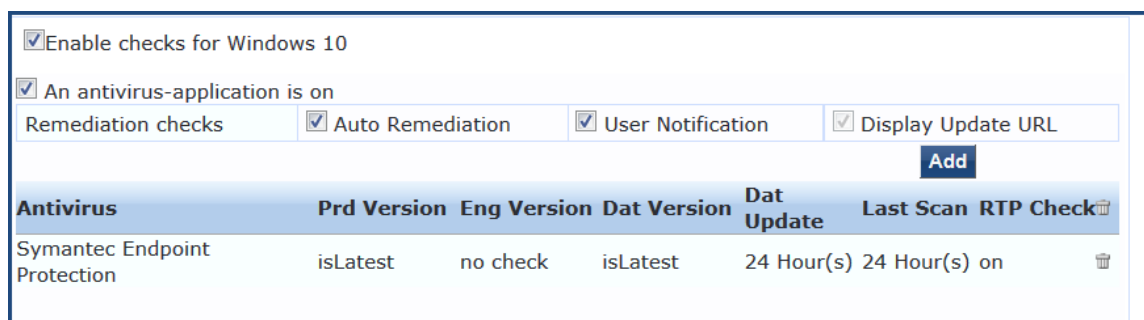 Enable checks for Windows 10
An antivirus-application is on
Remediation checks Auto Remediation User Notification Display Update URL
Add
Antivirus Prd Version Eng Version Dat Version Dat Update Last Scan RTP Check
Symantec Endpoint Protection isLatest no check isLatest 24 Hour(s) 24 Hour(s) on